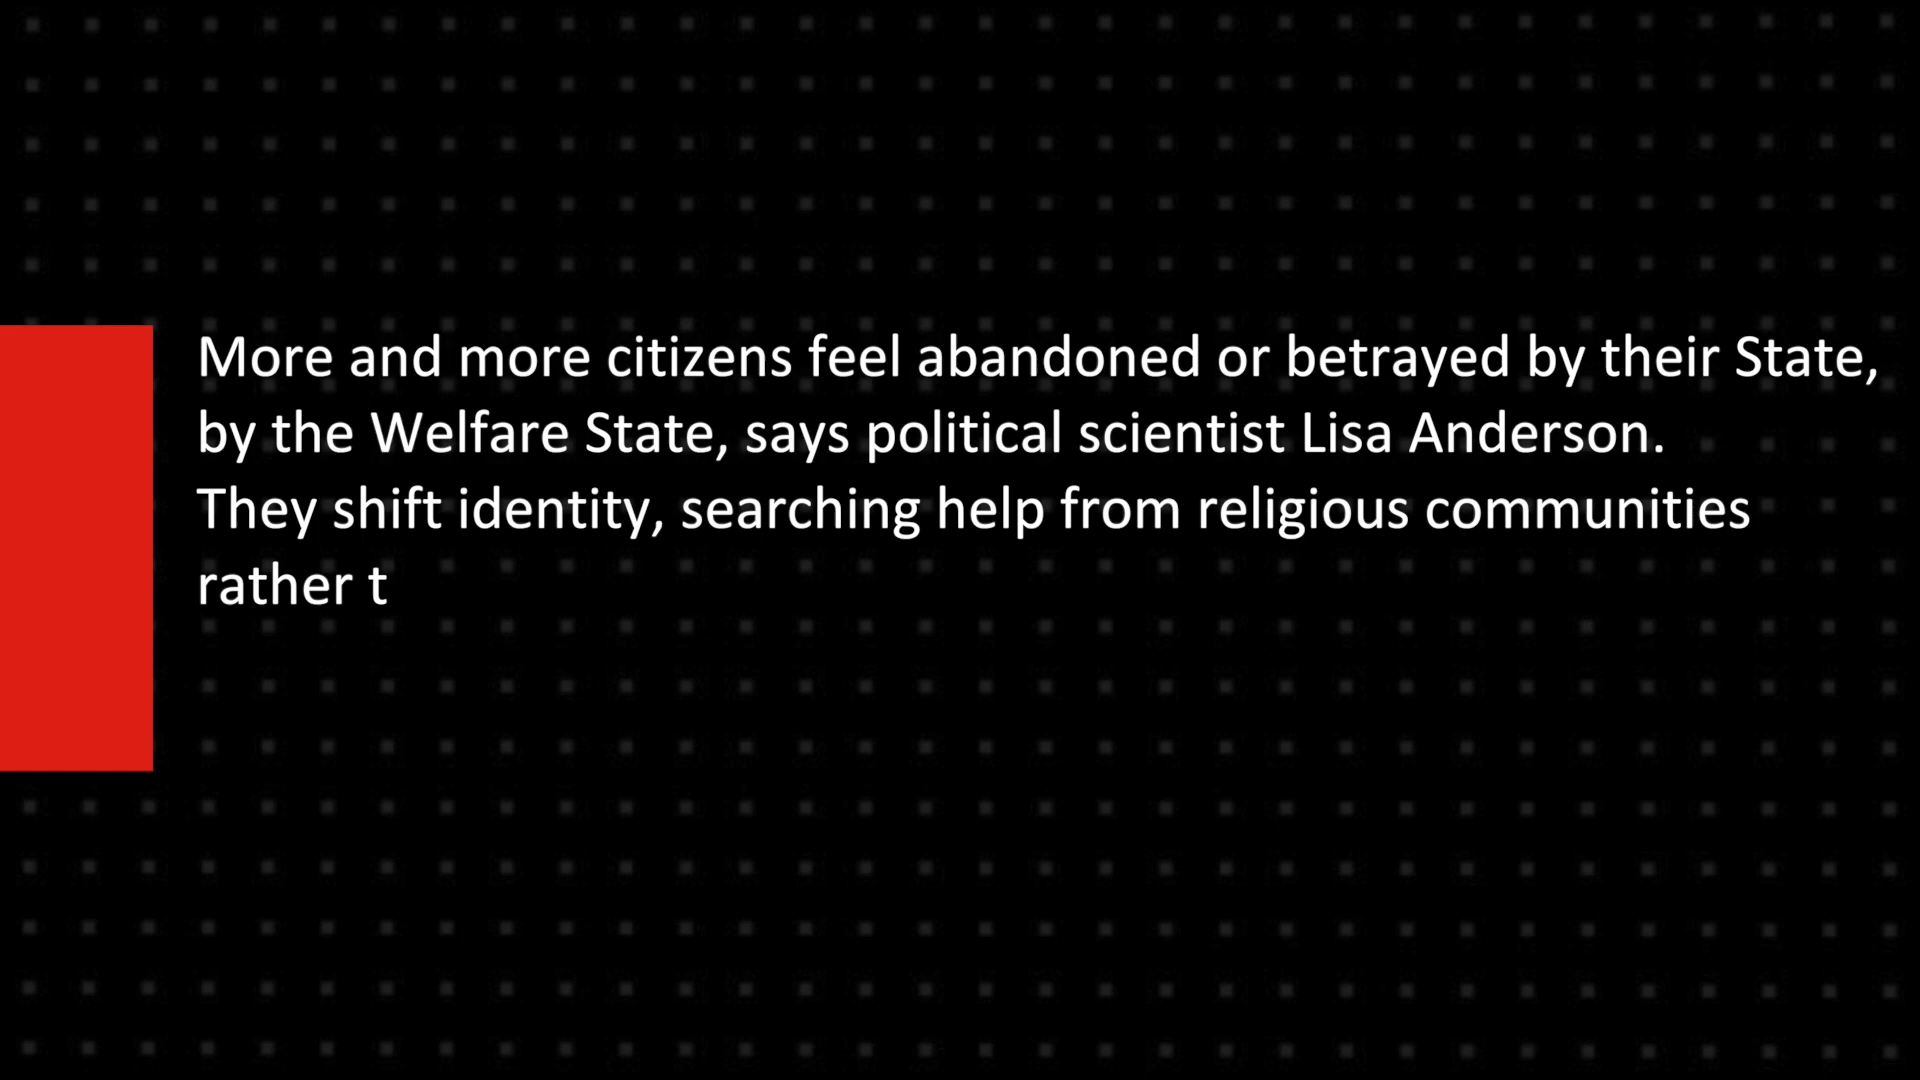 More and more citizens feel abandoned or betrayed by their State,
by the Welfare State, says political scientist Lisa Anderson.
They shift identity, searching help from religious communities
rather t